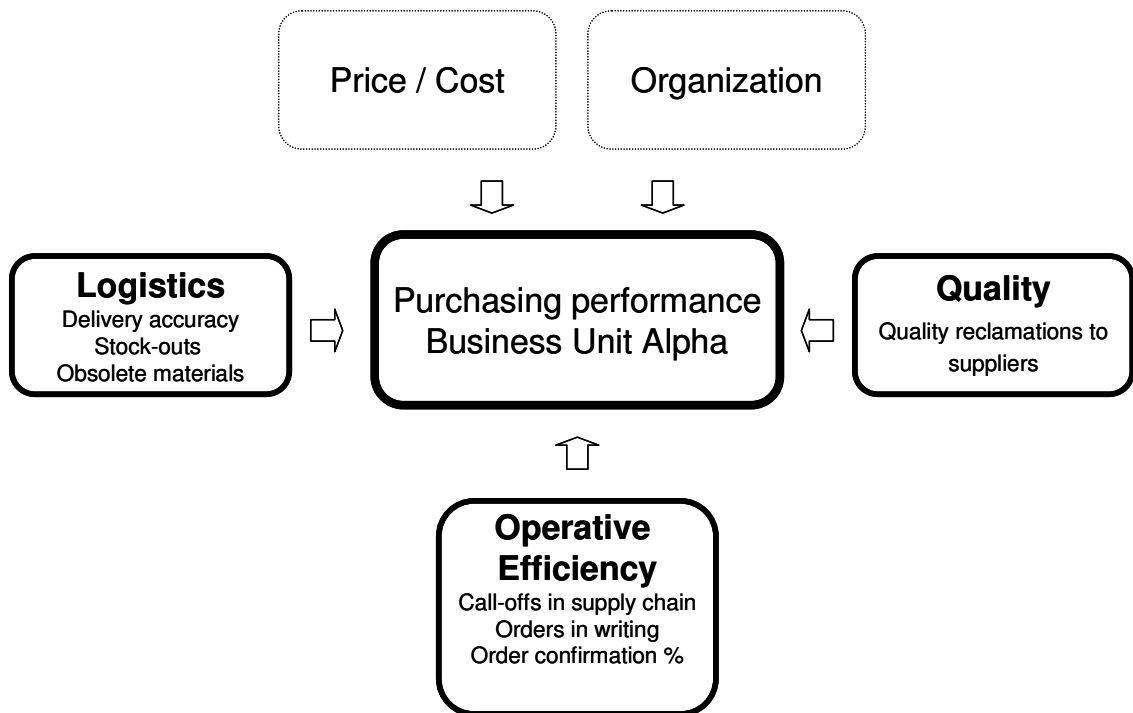 Price / Cost
Organization
Logistics
Delivery accuracy
Stock-outs
Obsolete materials
Purchasing performance
Business Unit Alpha
Quality
Quality reclamations to
suppliers
Operative
Efficiency
Call-offs in supply chain
Orders in writing
Order confirmation %